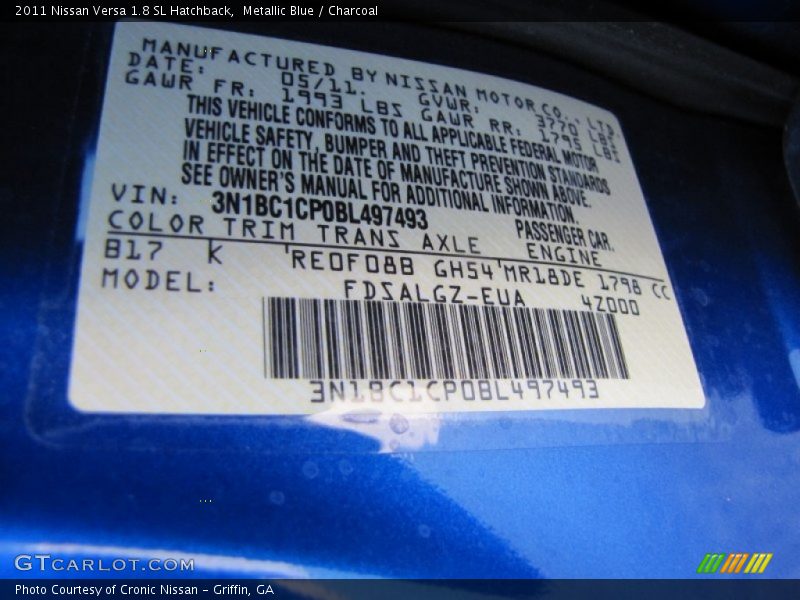 2011 Nissan Versa 1.8 SL Hatchback, Metallic Blue / Charcoal
MANUFACTURED BY NISSAN MOTOR CO., LTD.
DATE: 05/11. GVWR: 3770 LBS
GAWR FR: 1993 LBS GAWR RR: 1795 LBS
THIS VEHICLE CONFORMS TO ALL APPLICABLE FEDERAL MOTOR
VEHICLE SAFETY, BUMPER AND THEFT PREVENTION STANDARDS
IN EFFECT ON THE DATE OF MANUFACTURE SHOWN ABOVE.
SEE OWNER'S MANUAL FOR ADDITIONAL INFORMATION.
VIN: 3N1BC1CP0BL497493 PASSENGER CAR.
COLOR TRIM TRANS AXLE ENGINE
B17 K RE0F08B GH54 MR18DE 1798 CC
MODEL: FDSALGZ-EUA 4Z000
3N1BC1CP0BL497493
GTCARLOT.COM
Photo Courtesy of Cronic Nissan - Griffin, GA